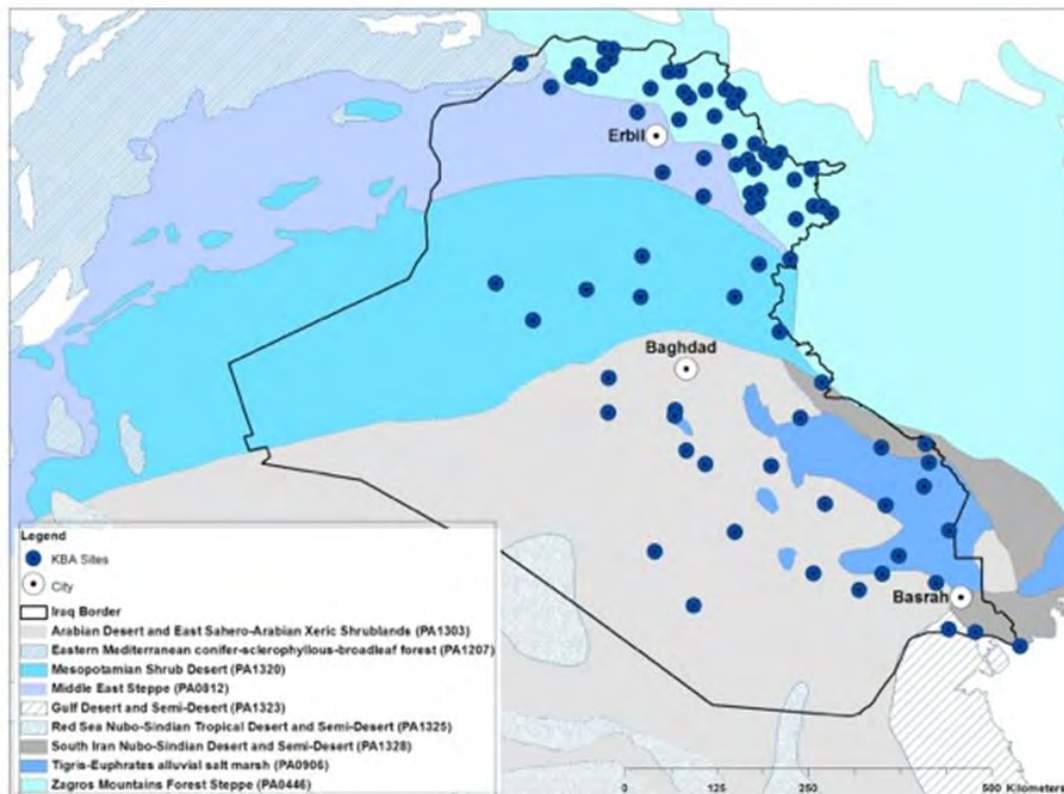 Erbil
Baghdad
Basrah
Legend
KBA Sites
City
Iraq Border
Arabian Desert and East Sahero-Arabian Xeric Shrublands (PA1303)
Eastern Mediterranean conifer-sclerophyllous-broadleaf forest (PA1207)
Mesopotamian Shrub Desert (PA1320)
Middle East Steppe (PA0812)
Gulf Desert and Semi-Desert (PA1323)
Red Sea Nubo-Sindian Tropical Desert and Semi-Desert (PA1325)
South Iran Nubo-Sindian Desert and Semi-Desert (PA1328)
Tigris-Euphrates alluvial salt marsh (PA0906)
Zagros Mountains Forest Steppe (PA0446)
0 125 250 500 Kilometers